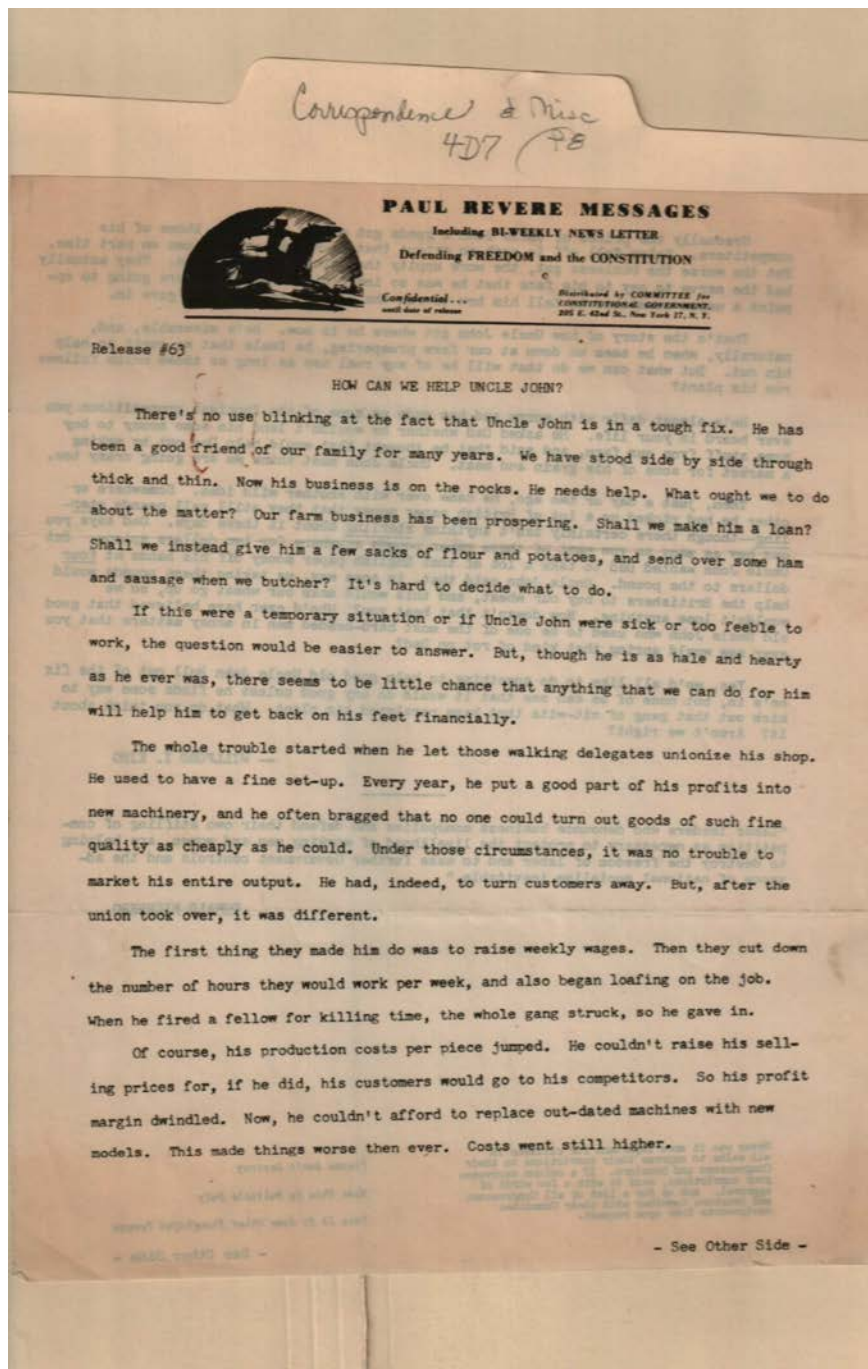 Correspondence & Misc
4D7
PAUL REVERE MESSAGES
Including BI-WEEKLY NEWS LETTER
Defending FREEDOM and the CONSTITUTION
Confidential...
until date of release
Distributed by COMMITTEE for
CONSTITUTIONAL GOVERNMENT,
205 E. 42nd St., New York 17, N. Y.
Release #63
HOW CAN WE HELP UNCLE JOHN?
There's no use blinking at the fact that Uncle John is in a tough fix. He has
been a good friend of our family for many years. We have stood side by side through
thick and thin. Now his business is on the rocks. He needs help. What ought we to do
about the matter? Our farm business has been prospering. Shall we make him a loan?
Shall we instead give him a few sacks of flour and potatoes, and send over some ham
and sausage when we butcher? It's hard to decide what to do.
If this were a temporary situation or if Uncle John were sick or too feeble to
work, the question would be easier to answer. But, though he is as hale and hearty
as he ever was, there seems to be little chance that anything that we can do for him
will help him to get back on his feet financially.
The whole trouble started when he let those walking delegates unionize his shop.
He used to have a fine set-up. Every year, he put a good part of his profits into
new machinery, and he often bragged that no one could turn out goods of such fine
quality as cheaply as he could. Under those circumstances, it was no trouble to
market his entire output. He had, indeed, to turn customers away. But, after the
union took over, it was different.
The first thing they made him do was to raise weekly wages. Then they cut down
the number of hours they would work per week, and also began loafing on the job.
When he fired a fellow for killing time, the whole gang struck, so he gave in.
Of course, his production costs per piece jumped. He couldn't raise his sell-
ing prices for, if he did, his customers would go to his competitors. So his profit
margin dwindled. Now, he couldn't afford to replace out-dated machines with new
models. This made things worse then ever. Costs went still higher.
- See Other Side -